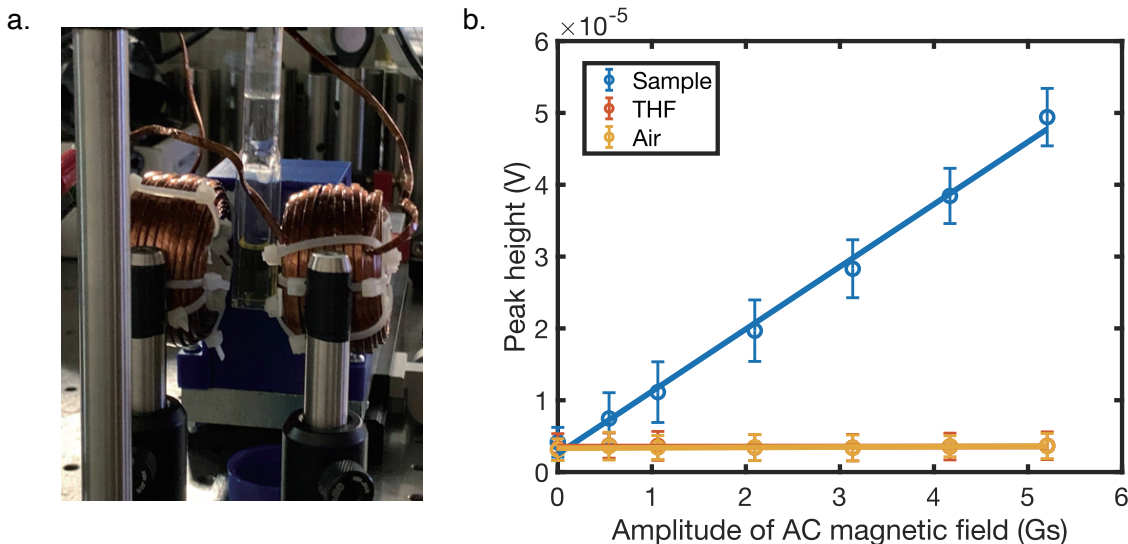 a.
b.
×10⁻⁵
6
5
4
3
2
1
0
Peak height (V)
Sample
THF
Air
0 1 2 3 4 5 6
Amplitude of AC magnetic field (Gs)